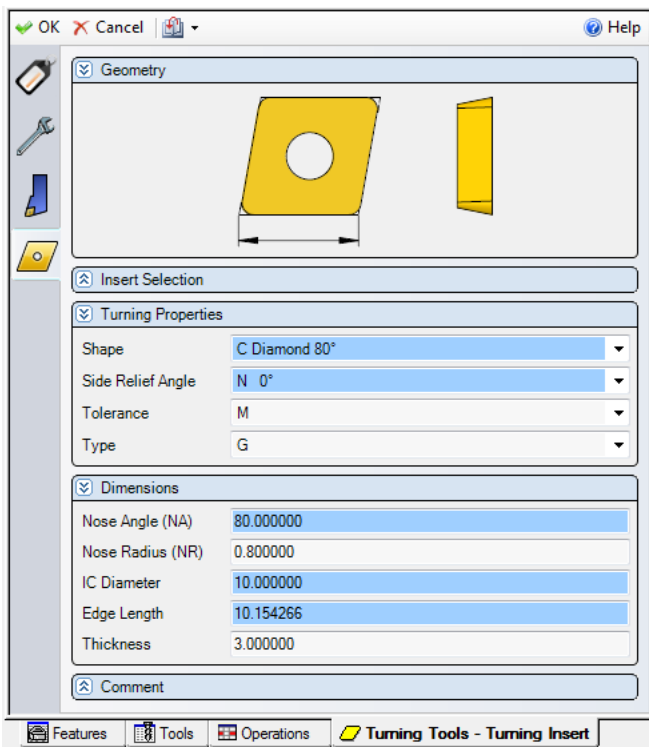 OK Cancel Help
Geometry
Insert Selection
Turning Properties
Shape C Diamond 80°
Side Relief Angle N 0°
Tolerance M
Type G
Dimensions
Nose Angle (NA) 80.000000
Nose Radius (NR) 0.800000
IC Diameter 10.000000
Edge Length 10.154266
Thickness 3.000000
Comment
Features Tools Operations Turning Tools - Turning Insert